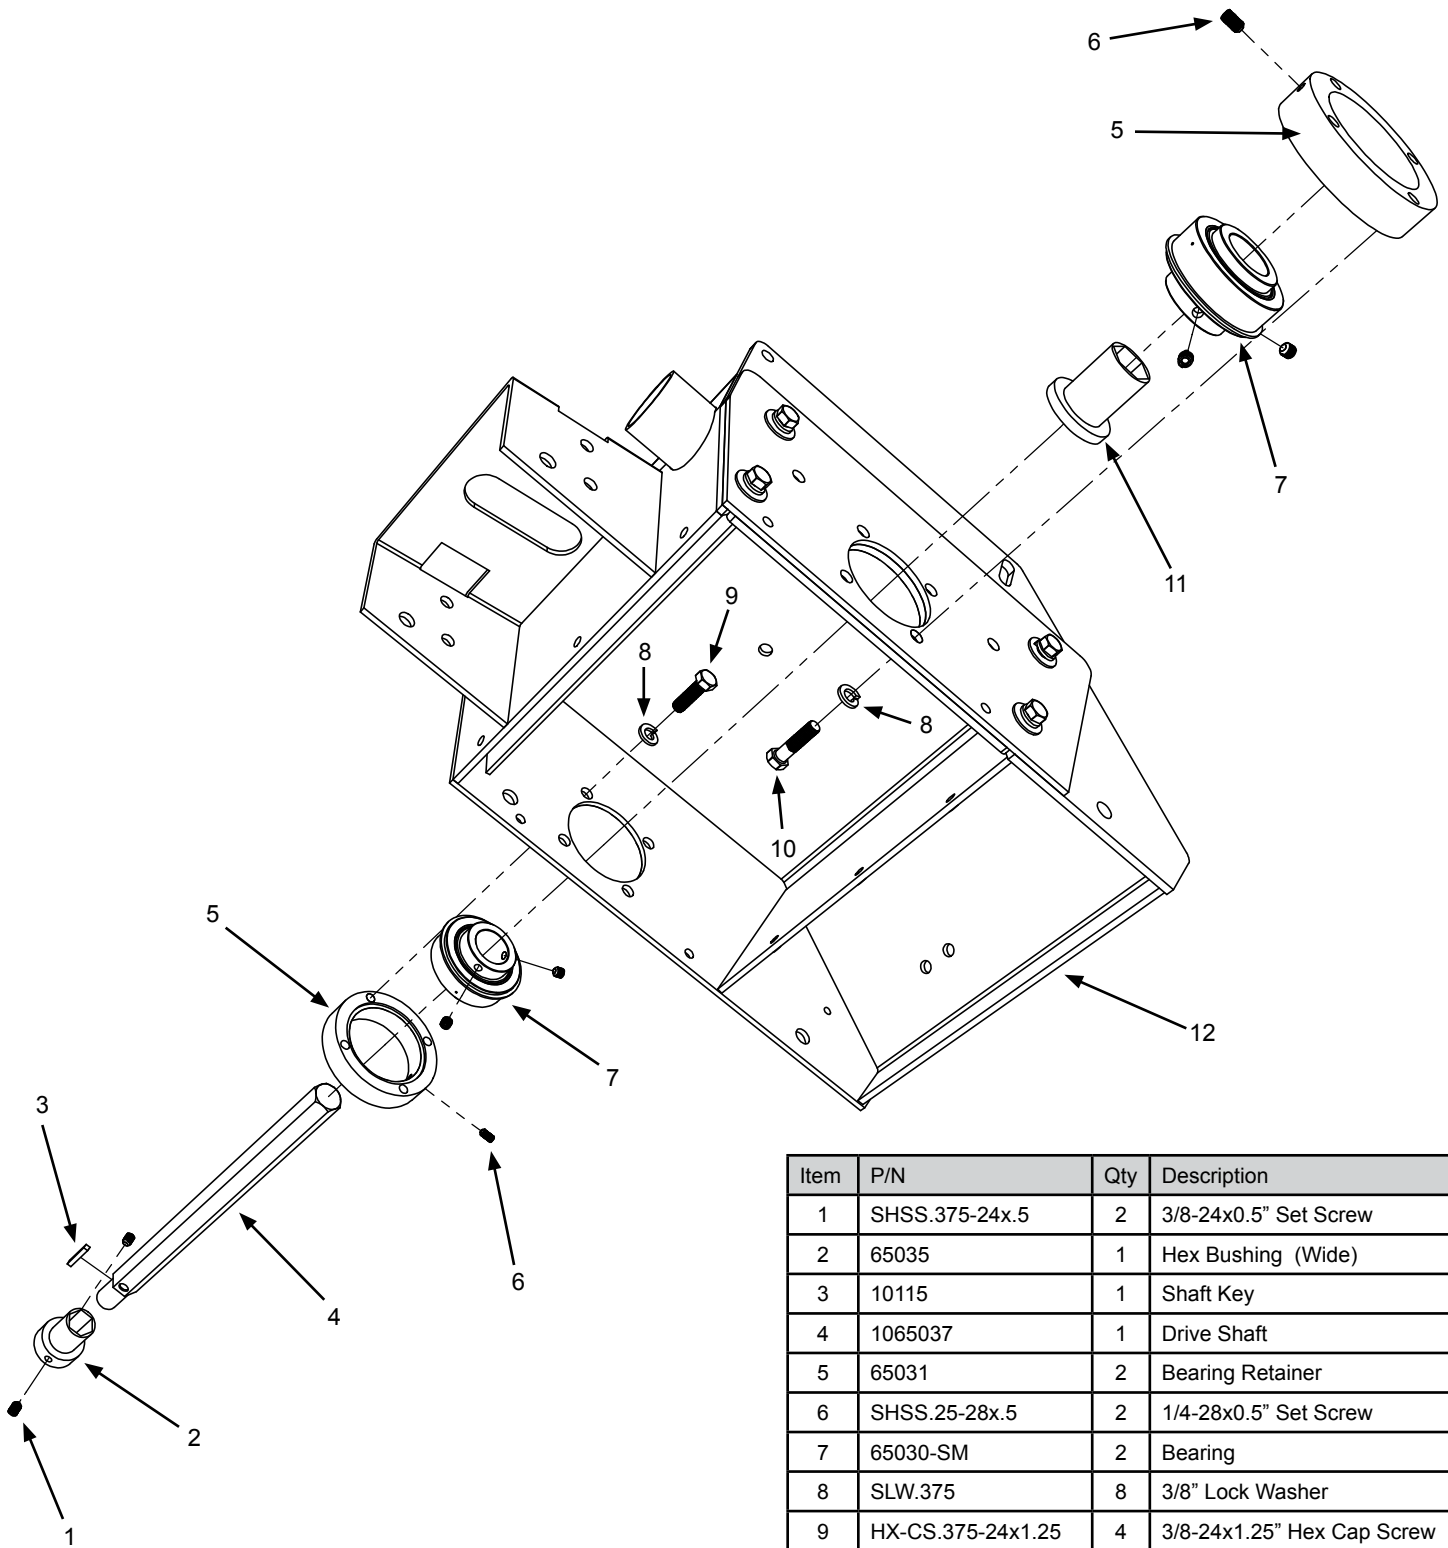 6
5
7
11
9
8
8
10
5
12
7
3
6
4
2
1
Item P/N Qty Description
1 SHSS.375-24x.5 2 3/8-24x0.5” Set Screw
2 65035 1 Hex Bushing (Wide)
3 10115 1 Shaft Key
4 1065037 1 Drive Shaft
5 65031 2 Bearing Retainer
6 SHSS.25-28x.5 2 1/4-28x0.5” Set Screw
7 65030-SM 2 Bearing
8 SLW.375 8 3/8” Lock Washer
9 HX-CS.375-24x1.25 4 3/8-24x1.25” Hex Cap Screw